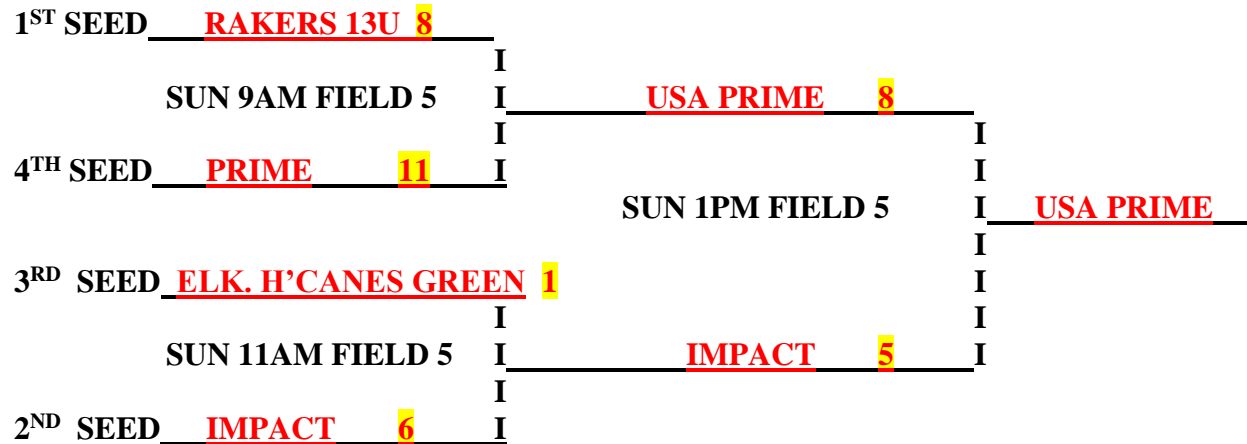 1ST SEED RAKERS 13U 8
I
SUN 9AM FIELD 5 I USA PRIME 8
I I
4TH SEED PRIME 11 I I
SUN 1PM FIELD 5 I USA PRIME
I
3RD SEED ELK. H’CANES GREEN 1 I
I I
SUN 11AM FIELD 5 I IMPACT 5 I
I
2ND SEED IMPACT 6 I